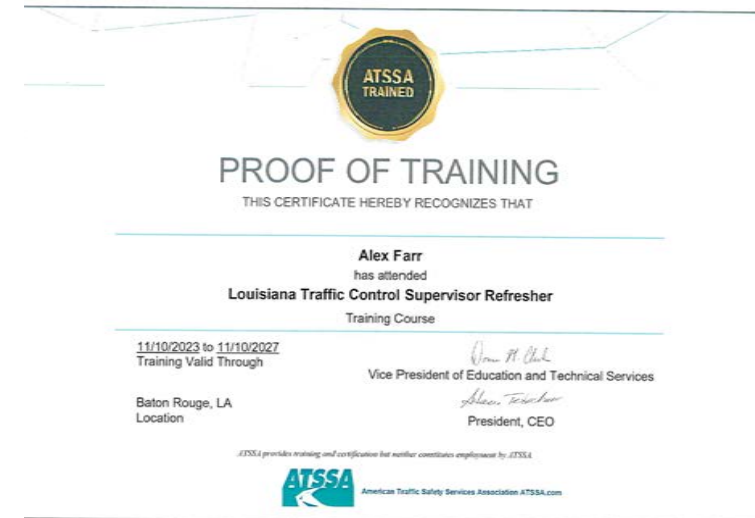 ATSSA
TRAINED
PROOF OF TRAINING
THIS CERTIFICATE HEREBY RECOGNIZES THAT
Alex Farr
has attended
Louisiana Traffic Control Supervisor Refresher
Training Course
11/10/2023 to 11/10/2027
Training Valid Through
Vice President of Education and Technical Services
Baton Rouge, LA
Location
President, CEO
ATSSA provides training and certification but neither constitutes employment by ATSSA
ATSSA
American Traffic Safety Services Association ATSSA.com